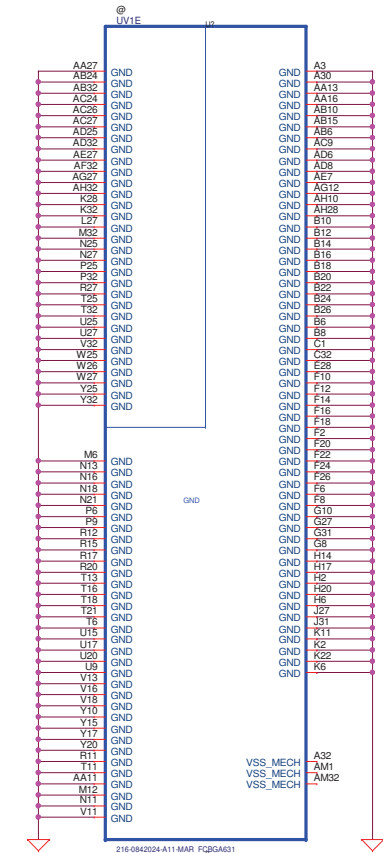 @
UV1E
U?
AA27 GND
AB24 GND
AB32 GND
AC24 GND
AC26 GND
AC27 GND
AD25 GND
AD32 GND
AE27 GND
AF32 GND
AG27 GND
AH32 GND
K28 GND
K32 GND
L27 GND
M32 GND
N25 GND
N27 GND
P25 GND
P32 GND
R27 GND
T25 GND
T32 GND
U25 GND
U27 GND
V32 GND
W25 GND
W26 GND
W27 GND
Y25 GND
Y32 GND
M6 GND
N13 GND
N16 GND
N18 GND
N21 GND
P6 GND
P9 GND
R12 GND
R15 GND
R17 GND
R20 GND
T13 GND
T16 GND
T18 GND
T21 GND
T6 GND
U15 GND
U17 GND
U20 GND
U9 GND
V13 GND
V16 GND
V18 GND
Y10 GND
Y15 GND
Y17 GND
Y20 GND
R11 GND
T11 GND
AA11 GND
M12 GND
N11 GND
V11 GND
GND
GND A3
GND A30
GND AA13
GND AA16
GND AB10
GND AB15
GND AB6
GND AC9
GND AD6
GND AD8
GND AE7
GND AG12
GND AH10
GND AH28
GND B10
GND B12
GND B14
GND B16
GND B18
GND B20
GND B22
GND B24
GND B26
GND B6
GND B8
GND C1
GND C32
GND E28
GND F10
GND F12
GND F14
GND F16
GND F18
GND F2
GND F20
GND F22
GND F24
GND F26
GND F6
GND F8
GND G10
GND G27
GND G31
GND G8
GND H14
GND H17
GND H2
GND H20
GND H6
GND J27
GND J31
GND K11
GND K2
GND K22
GND K6
VSS_MECH A32
VSS_MECH AM1
VSS_MECH AM32
216-0842024-A11-MAR_FCBGA631